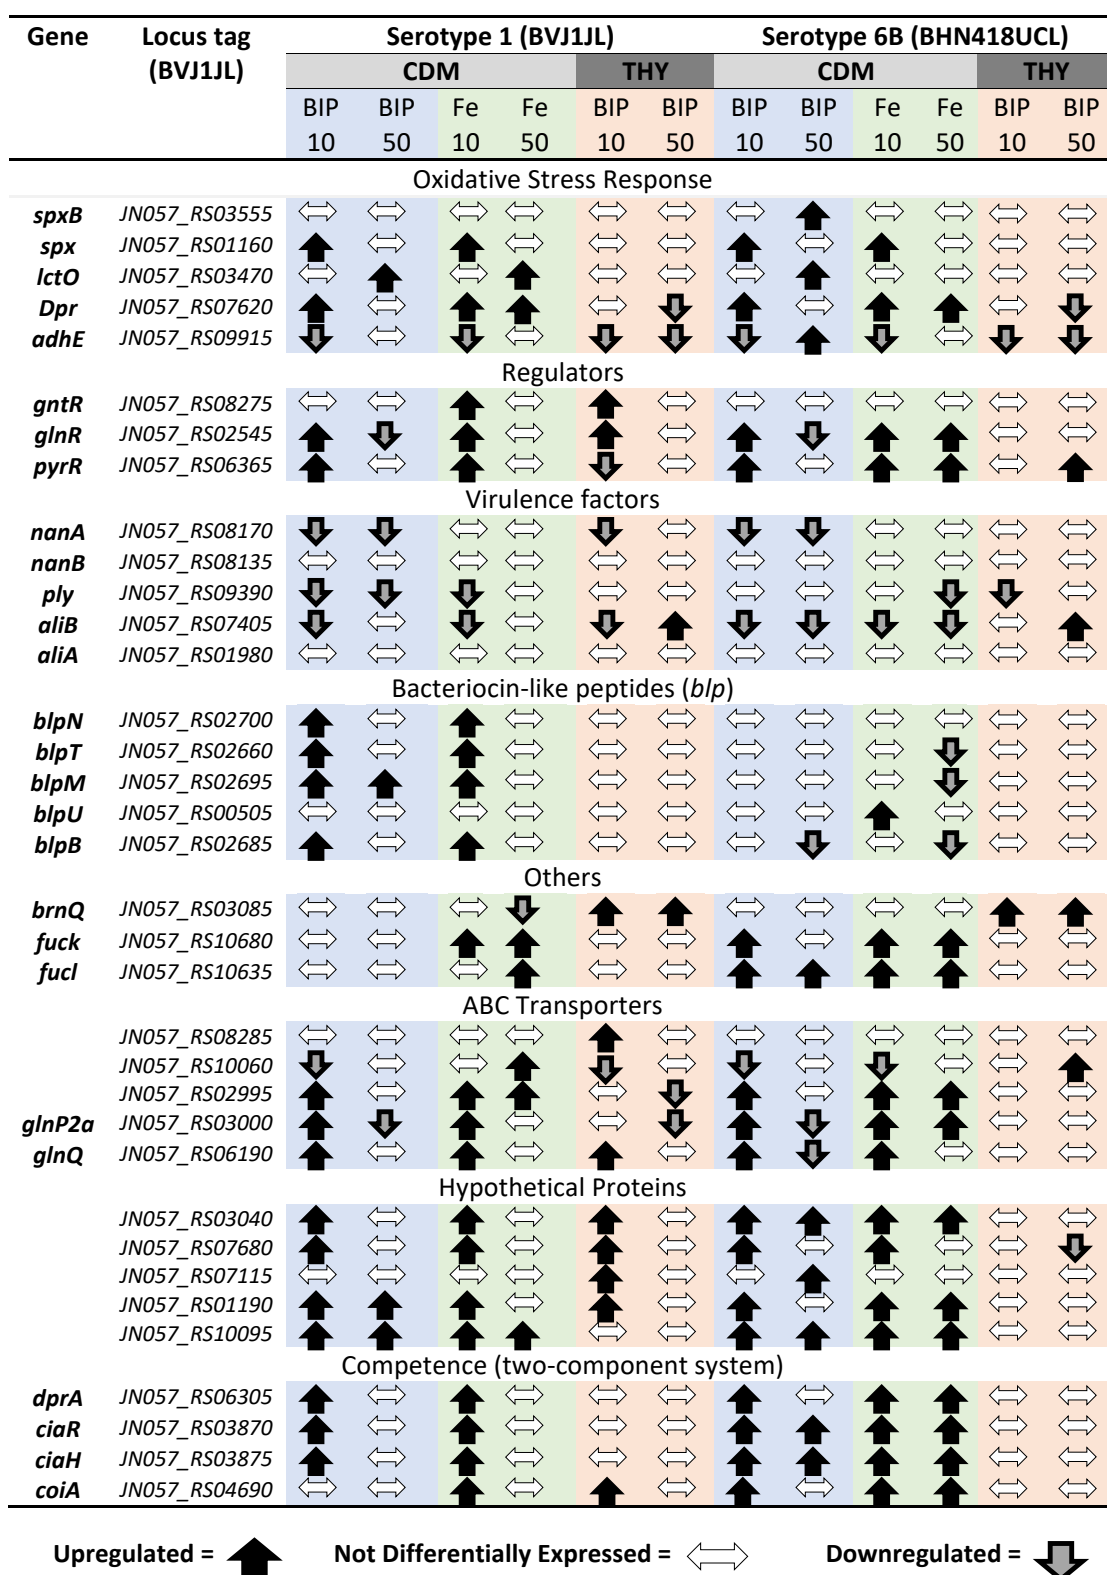 Gene Locus tag Serotype 1 (BVJ1JL) Serotype 6B (BHN418UCL)
(BVJ1JL) CDM THY CDM THY
BIP BIP Fe Fe BIP BIP BIP BIP Fe Fe BIP BIP
10 50 10 50 10 50 10 50 10 50 10 50
Oxidative Stress Response
spxB JN057_RS03555
spx JN057_RS01160
lctO JN057_RS03470
Dpr JN057_RS07620
adhE JN057_RS09915
Regulators
gntR JN057_RS08275
glnR JN057_RS02545
pyrR JN057_RS06365
Virulence factors
nanA JN057_RS08170
nanB JN057_RS08135
ply JN057_RS09390
aliB JN057_RS07405
aliA JN057_RS01980
Bacteriocin-like peptides (blp)
blpN JN057_RS02700
blpT JN057_RS02660
blpM JN057_RS02695
blpU JN057_RS00505
blpB JN057_RS02685
Others
brnQ JN057_RS03085
fuck JN057_RS10680
fucl JN057_RS10635
ABC Transporters
JN057_RS08285
JN057_RS10060
JN057_RS02995
glnP2a JN057_RS03000
glnQ JN057_RS06190
Hypothetical Proteins
JN057_RS03040
JN057_RS07680
JN057_RS07115
JN057_RS01190
JN057_RS10095
Competence (two-component system)
dprA JN057_RS06305
ciaR JN057_RS03870
ciaH JN057_RS03875
coiA JN057_RS04690
Upregulated = Not Differentially Expressed = Downregulated =